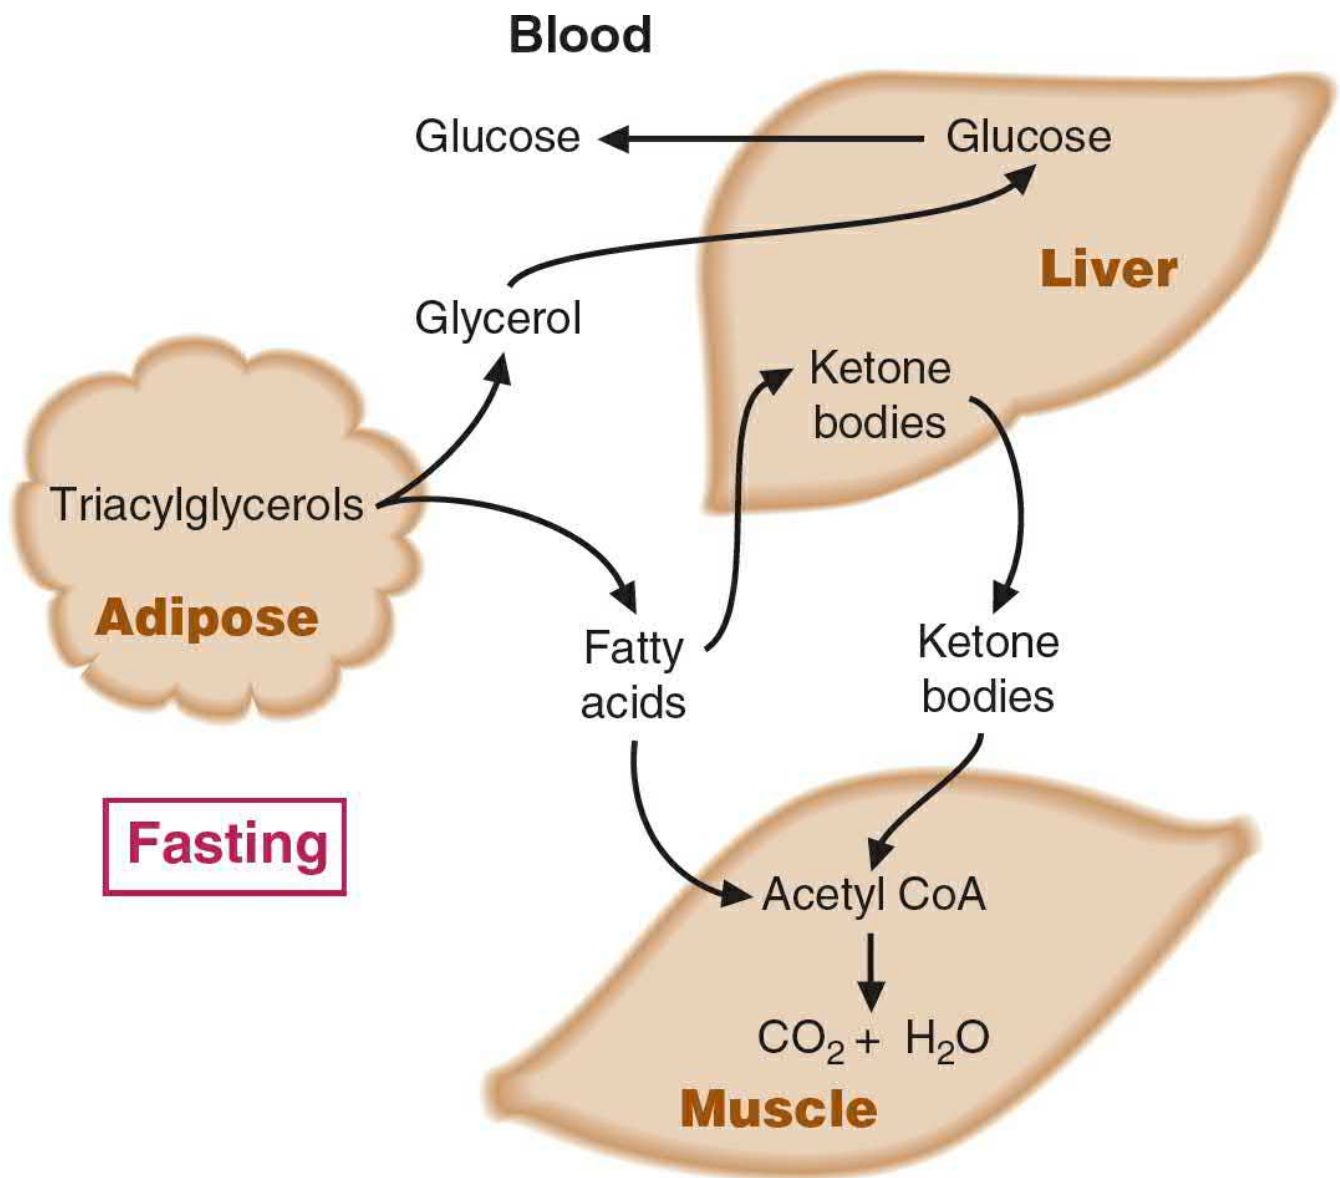 Blood
Glucose
Glucose
Liver
Glycerol
Ketone
bodies
Triacylglycerols
Adipose
Fatty
acids
Ketone
bodies
Fasting
Acetyl CoA
CO₂ + H₂O
Muscle